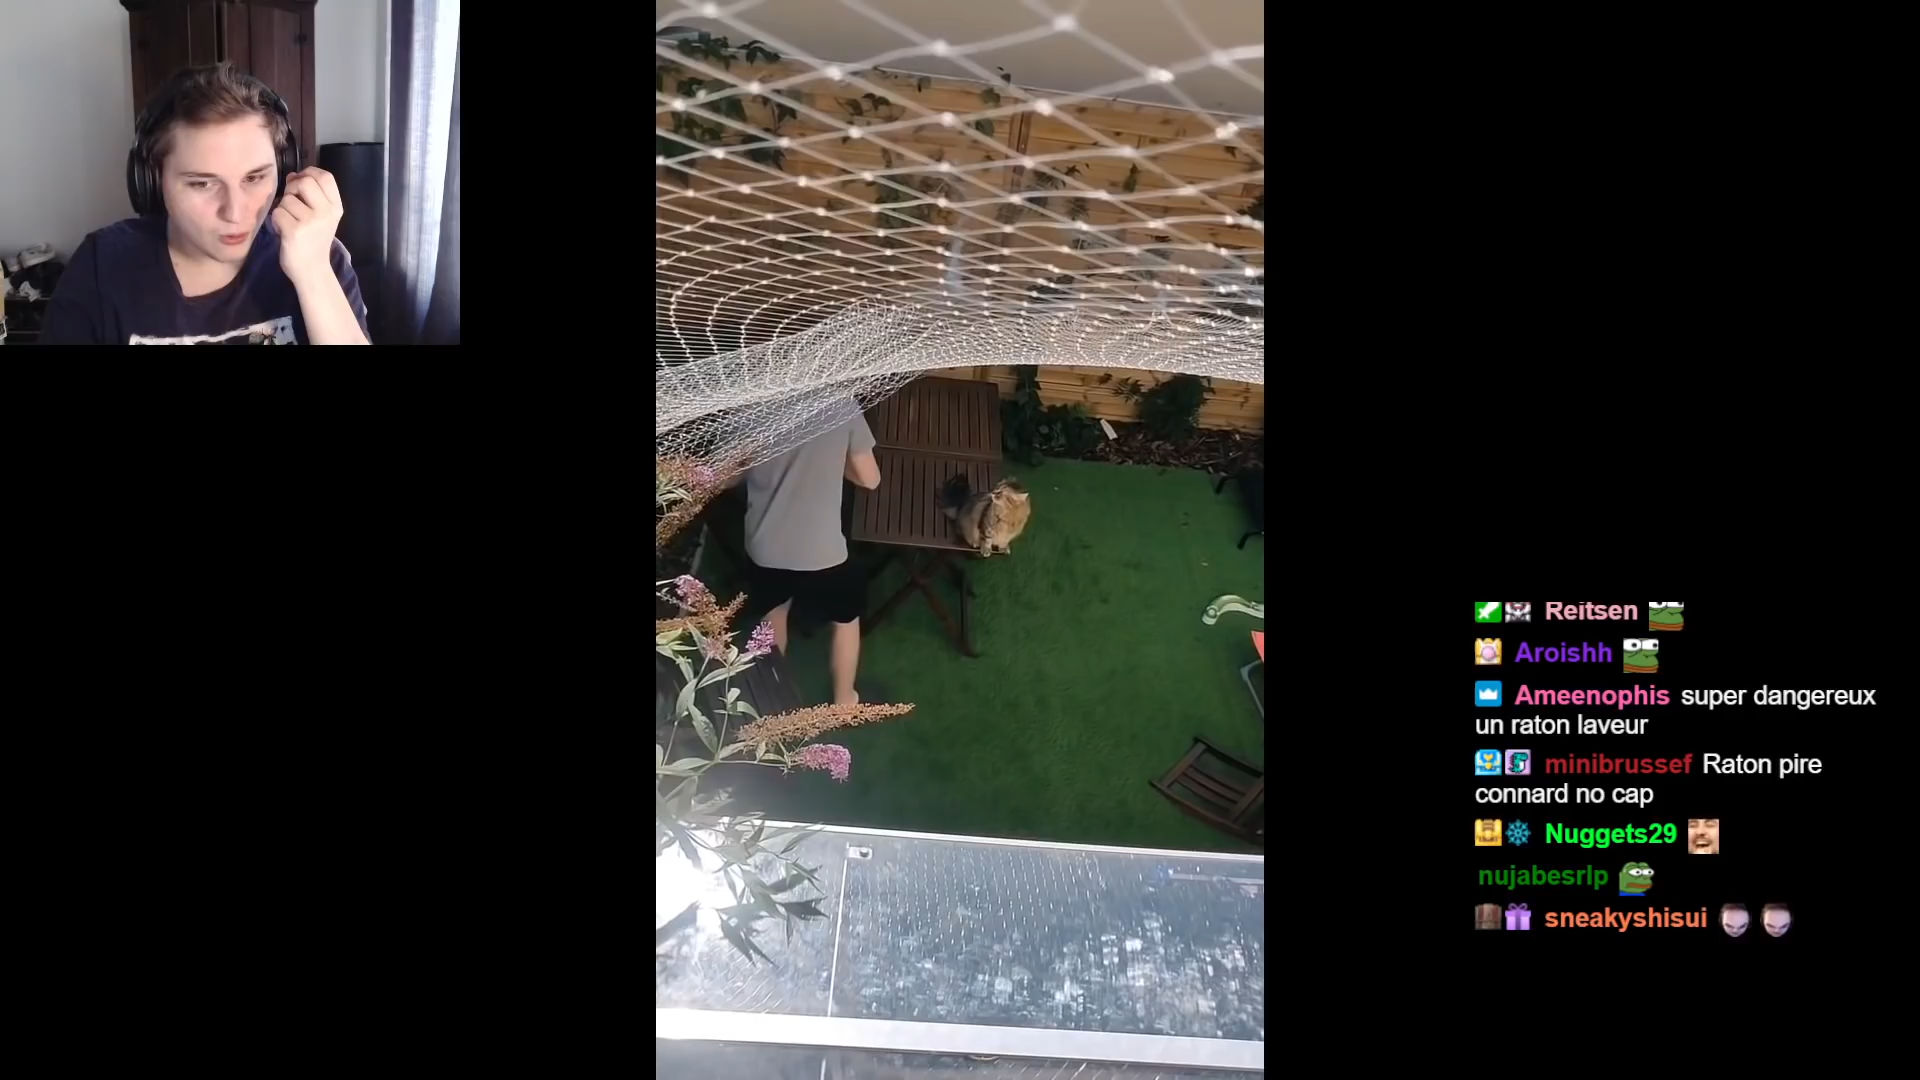 Reitsen
Aroishh
Ameenophis super dangereux
un raton laveur
minibrussef Raton pire
connard no cap
Nuggets29
nujabesrlp
sneakyshisui